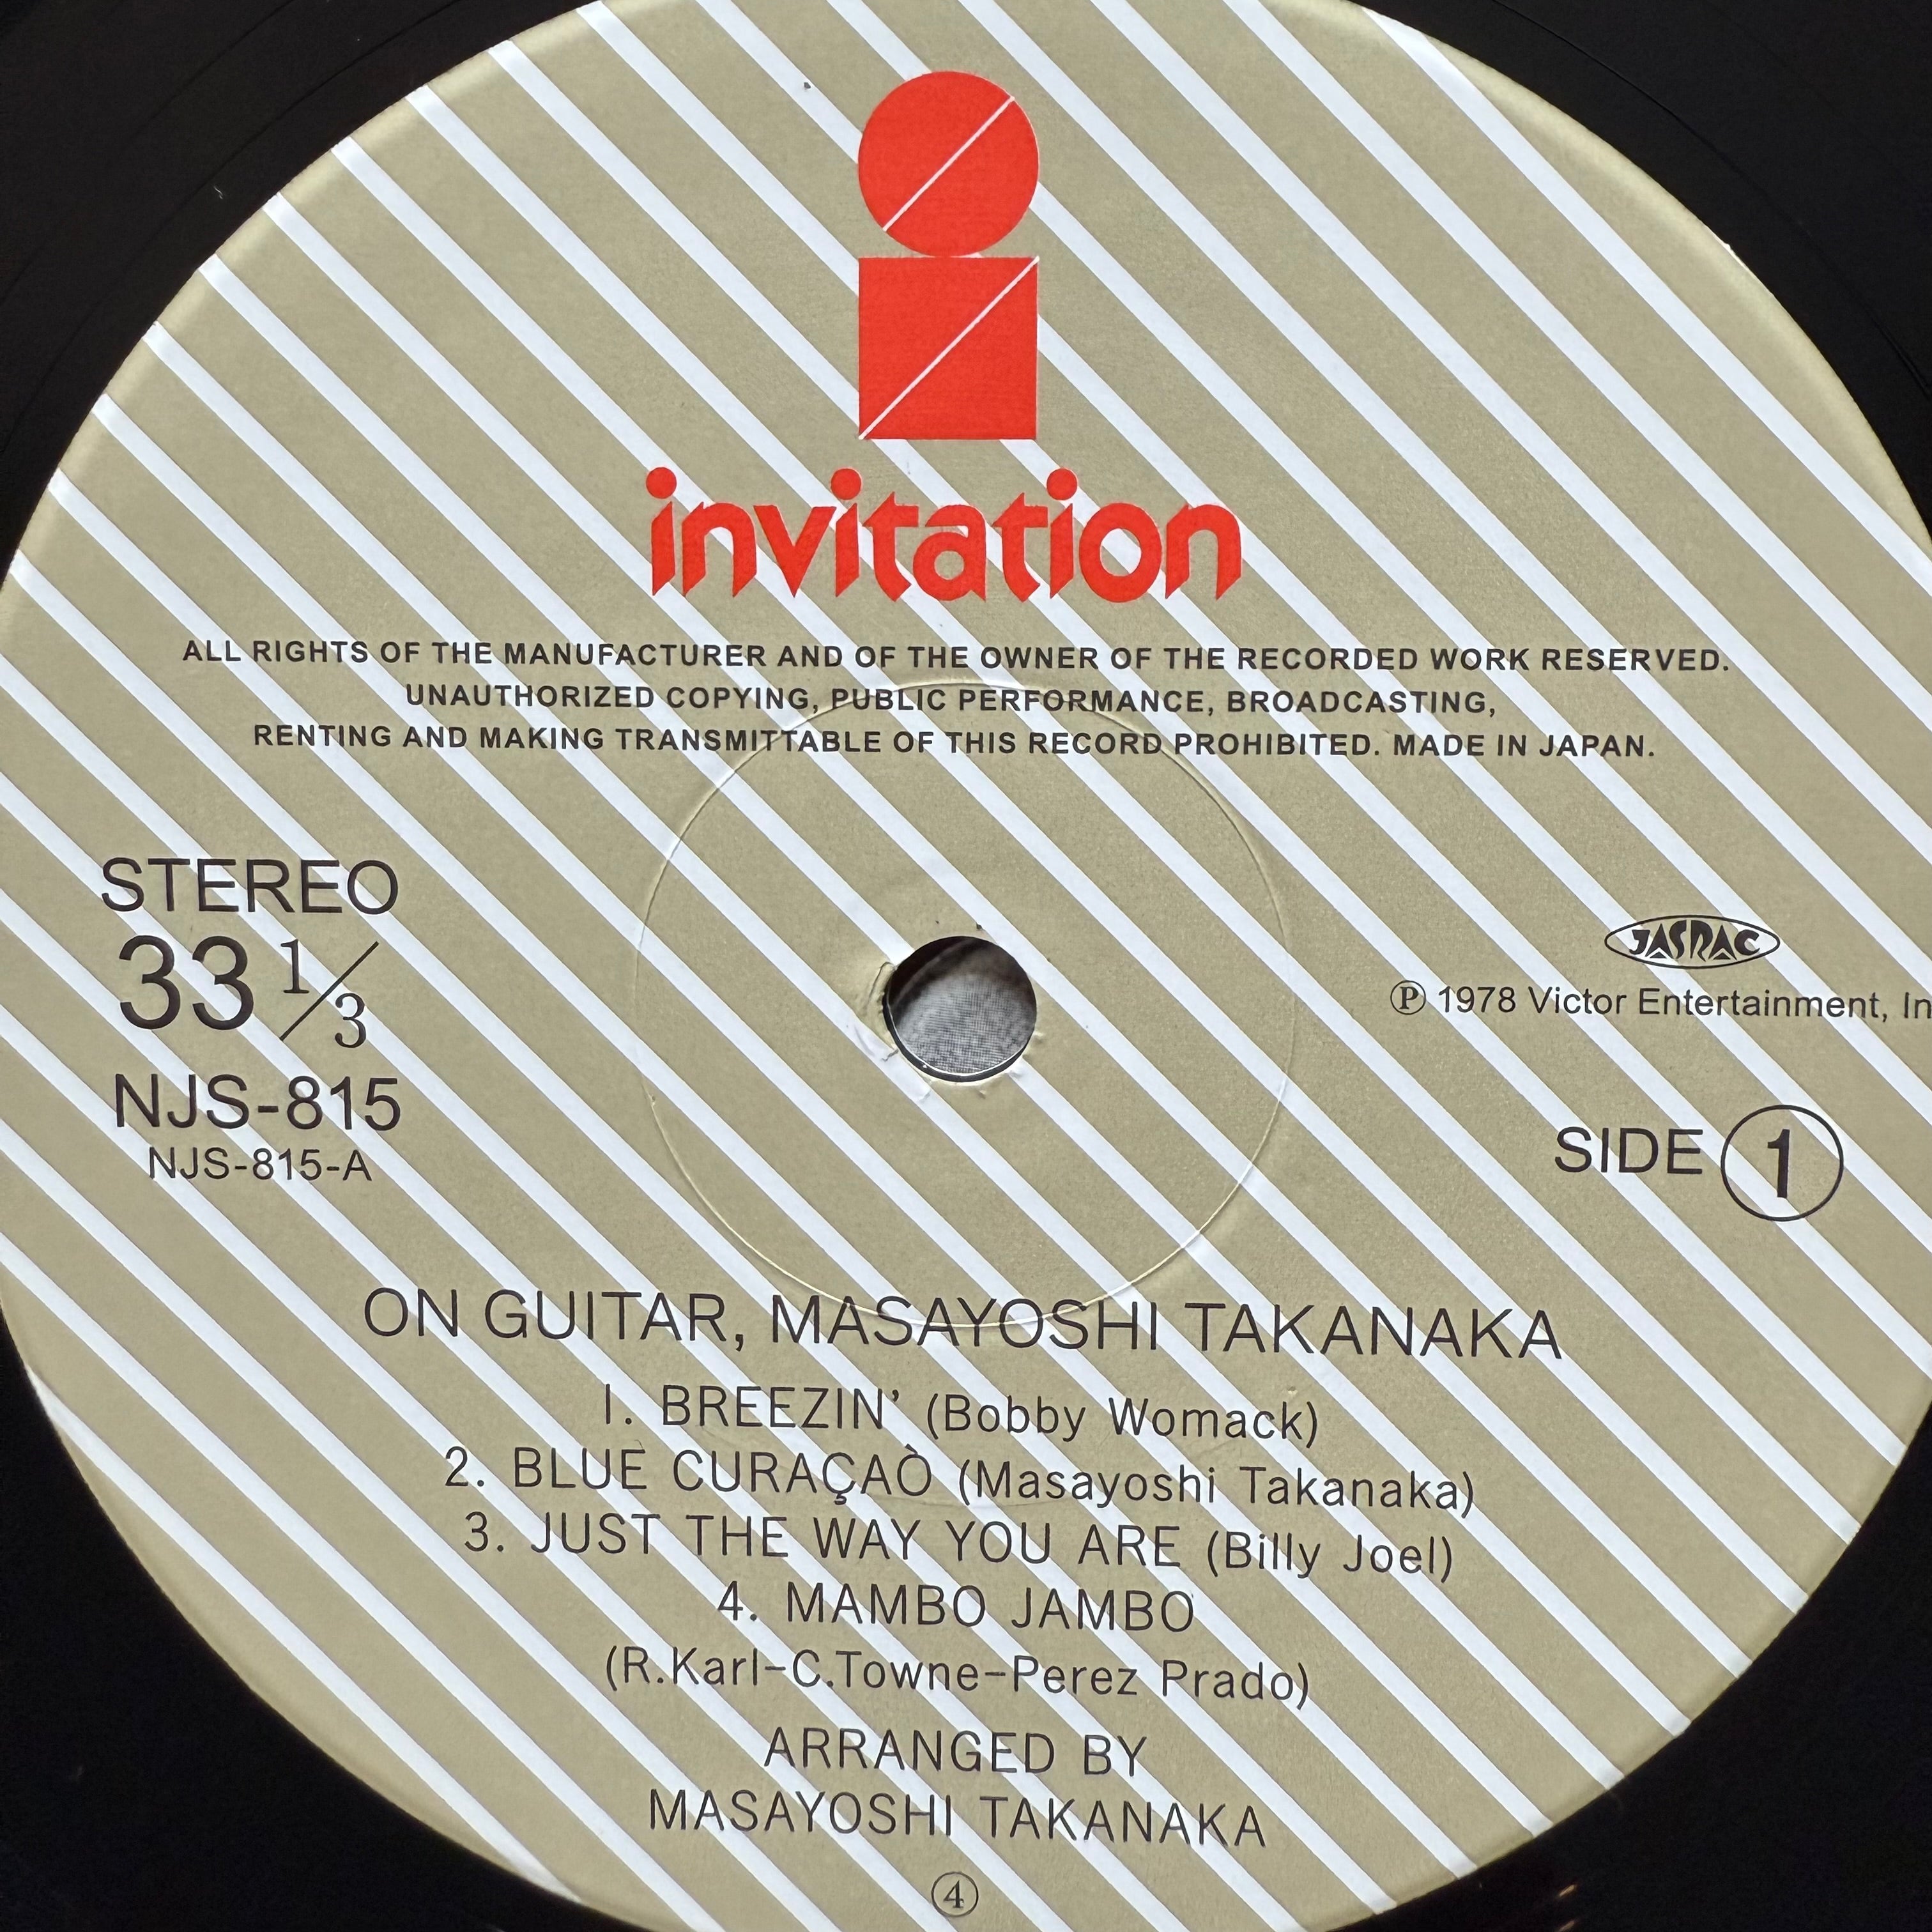 invitation
ALL RIGHTS OF THE MANUFACTURER AND OF THE OWNER OF THE RECORDED WORK RESERVED.
UNAUTHORIZED COPYING, PUBLIC PERFORMANCE, BROADCASTING,
RENTING AND MAKING TRANSMITTABLE OF THIS RECORD PROHIBITED. MADE IN JAPAN.
STEREO
33 1/3
NJS-815
NJS-815-A
JASRAC
Ⓟ 1978 Victor Entertainment, In
SIDE 1
ON GUITAR, MASAYOSHI TAKANAKA
1. BREEZIN' (Bobby Womack)
2. BLUE CURAÇAÒ (Masayoshi Takanaka)
3. JUST THE WAY YOU ARE (Billy Joel)
4. MAMBO JAMBO
(R.Karl-C.Towne-Perez Prado)
ARRANGED BY
MASAYOSHI TAKANAKA
④